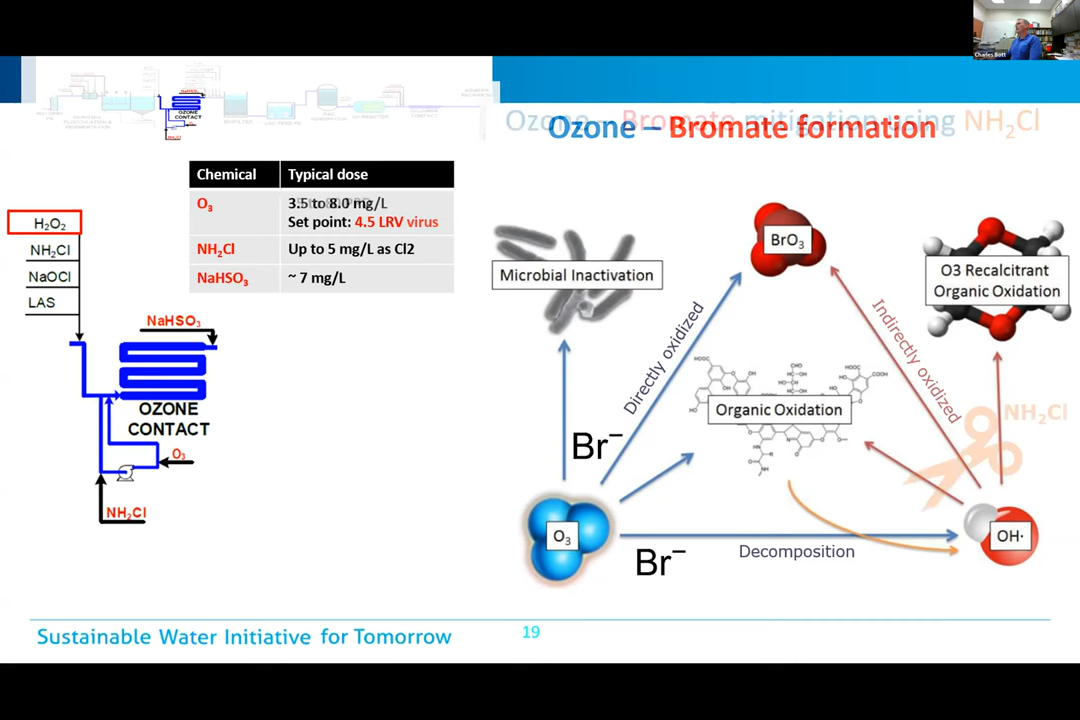 Charles Bott
OZONE
CONTACT
Ozone – Bromate mitigation using NH₂Cl
Ozone – Bromate formation
Chemical Typical dose
O₃ 3.5 to 8.0 mg/L
Set point: 4.5 LRV virus
NH₂Cl Up to 5 mg/L as Cl2
NaHSO₃ ~ 7 mg/L
H₂O₂
NH₂Cl
NaOCl
LAS
NaHSO₃
OZONE
CONTACT
O₃
NH₂Cl
Microbial Inactivation
BrO₃
O3 Recalcitrant
Organic Oxidation
Directly oxidized
Indirectly oxidized
Organic Oxidation
NH₂Cl
Br⁻
O₃
OH·
Decomposition
Br⁻
Sustainable Water Initiative for Tomorrow
19